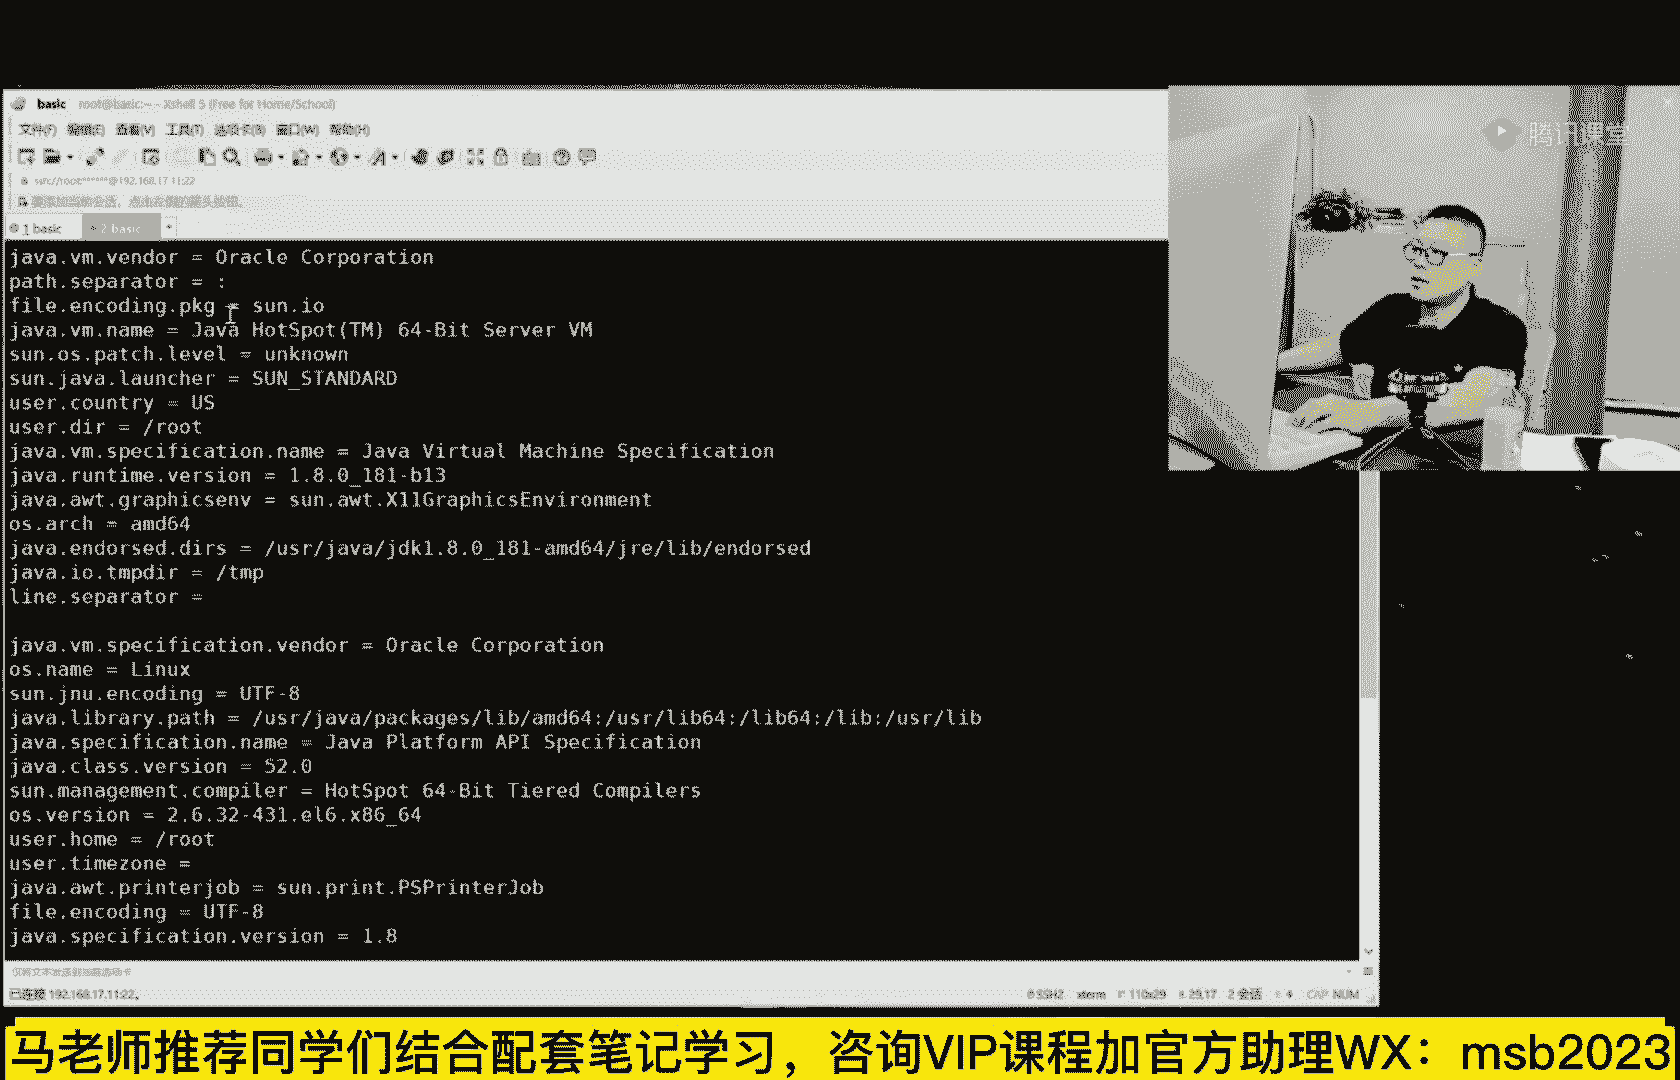 basic root@basic:~ - Xshell 5 (Free for Home/School)
文件(F) 编辑(E) 查看(V) 工具(T) 选项卡(B) 窗口(W) 帮助(H)
腾讯课堂
1 basic
2 basic
java.vm.vendor = Oracle Corporation
path.separator = :
file.encoding.pkg = sun.io
java.vm.name = Java HotSpot(TM) 64-Bit Server VM
sun.os.patch.level = unknown
sun.java.launcher = SUN_STANDARD
user.country = US
user.dir = /root
java.vm.specification.name = Java Virtual Machine Specification
java.runtime.version = 1.8.0_181-b13
java.awt.graphicsenv = sun.awt.X11GraphicsEnvironment
os.arch = amd64
java.endorsed.dirs = /usr/java/jdk1.8.0_181-amd64/jre/lib/endorsed
java.io.tmpdir = /tmp
line.separator =
java.vm.specification.vendor = Oracle Corporation
os.name = Linux
sun.jnu.encoding = UTF-8
java.library.path = /usr/java/packages/lib/amd64:/usr/lib64:/lib64:/lib:/usr/lib
java.specification.name = Java Platform API Specification
java.class.version = 52.0
sun.management.compiler = HotSpot 64-Bit Tiered Compilers
os.version = 2.6.32-431.el6.x86_64
user.home = /root
user.timezone =
java.awt.printerjob = sun.print.PSPrinterJob
file.encoding = UTF-8
java.specification.version = 1.8
已连接 192.168.17.11:22。
SSH2 xterm 110x29 29,17 2 会话 CAP NUM
马老师推荐同学们结合配套笔记学习，咨询VIP课程加官方助理WX：msb2023